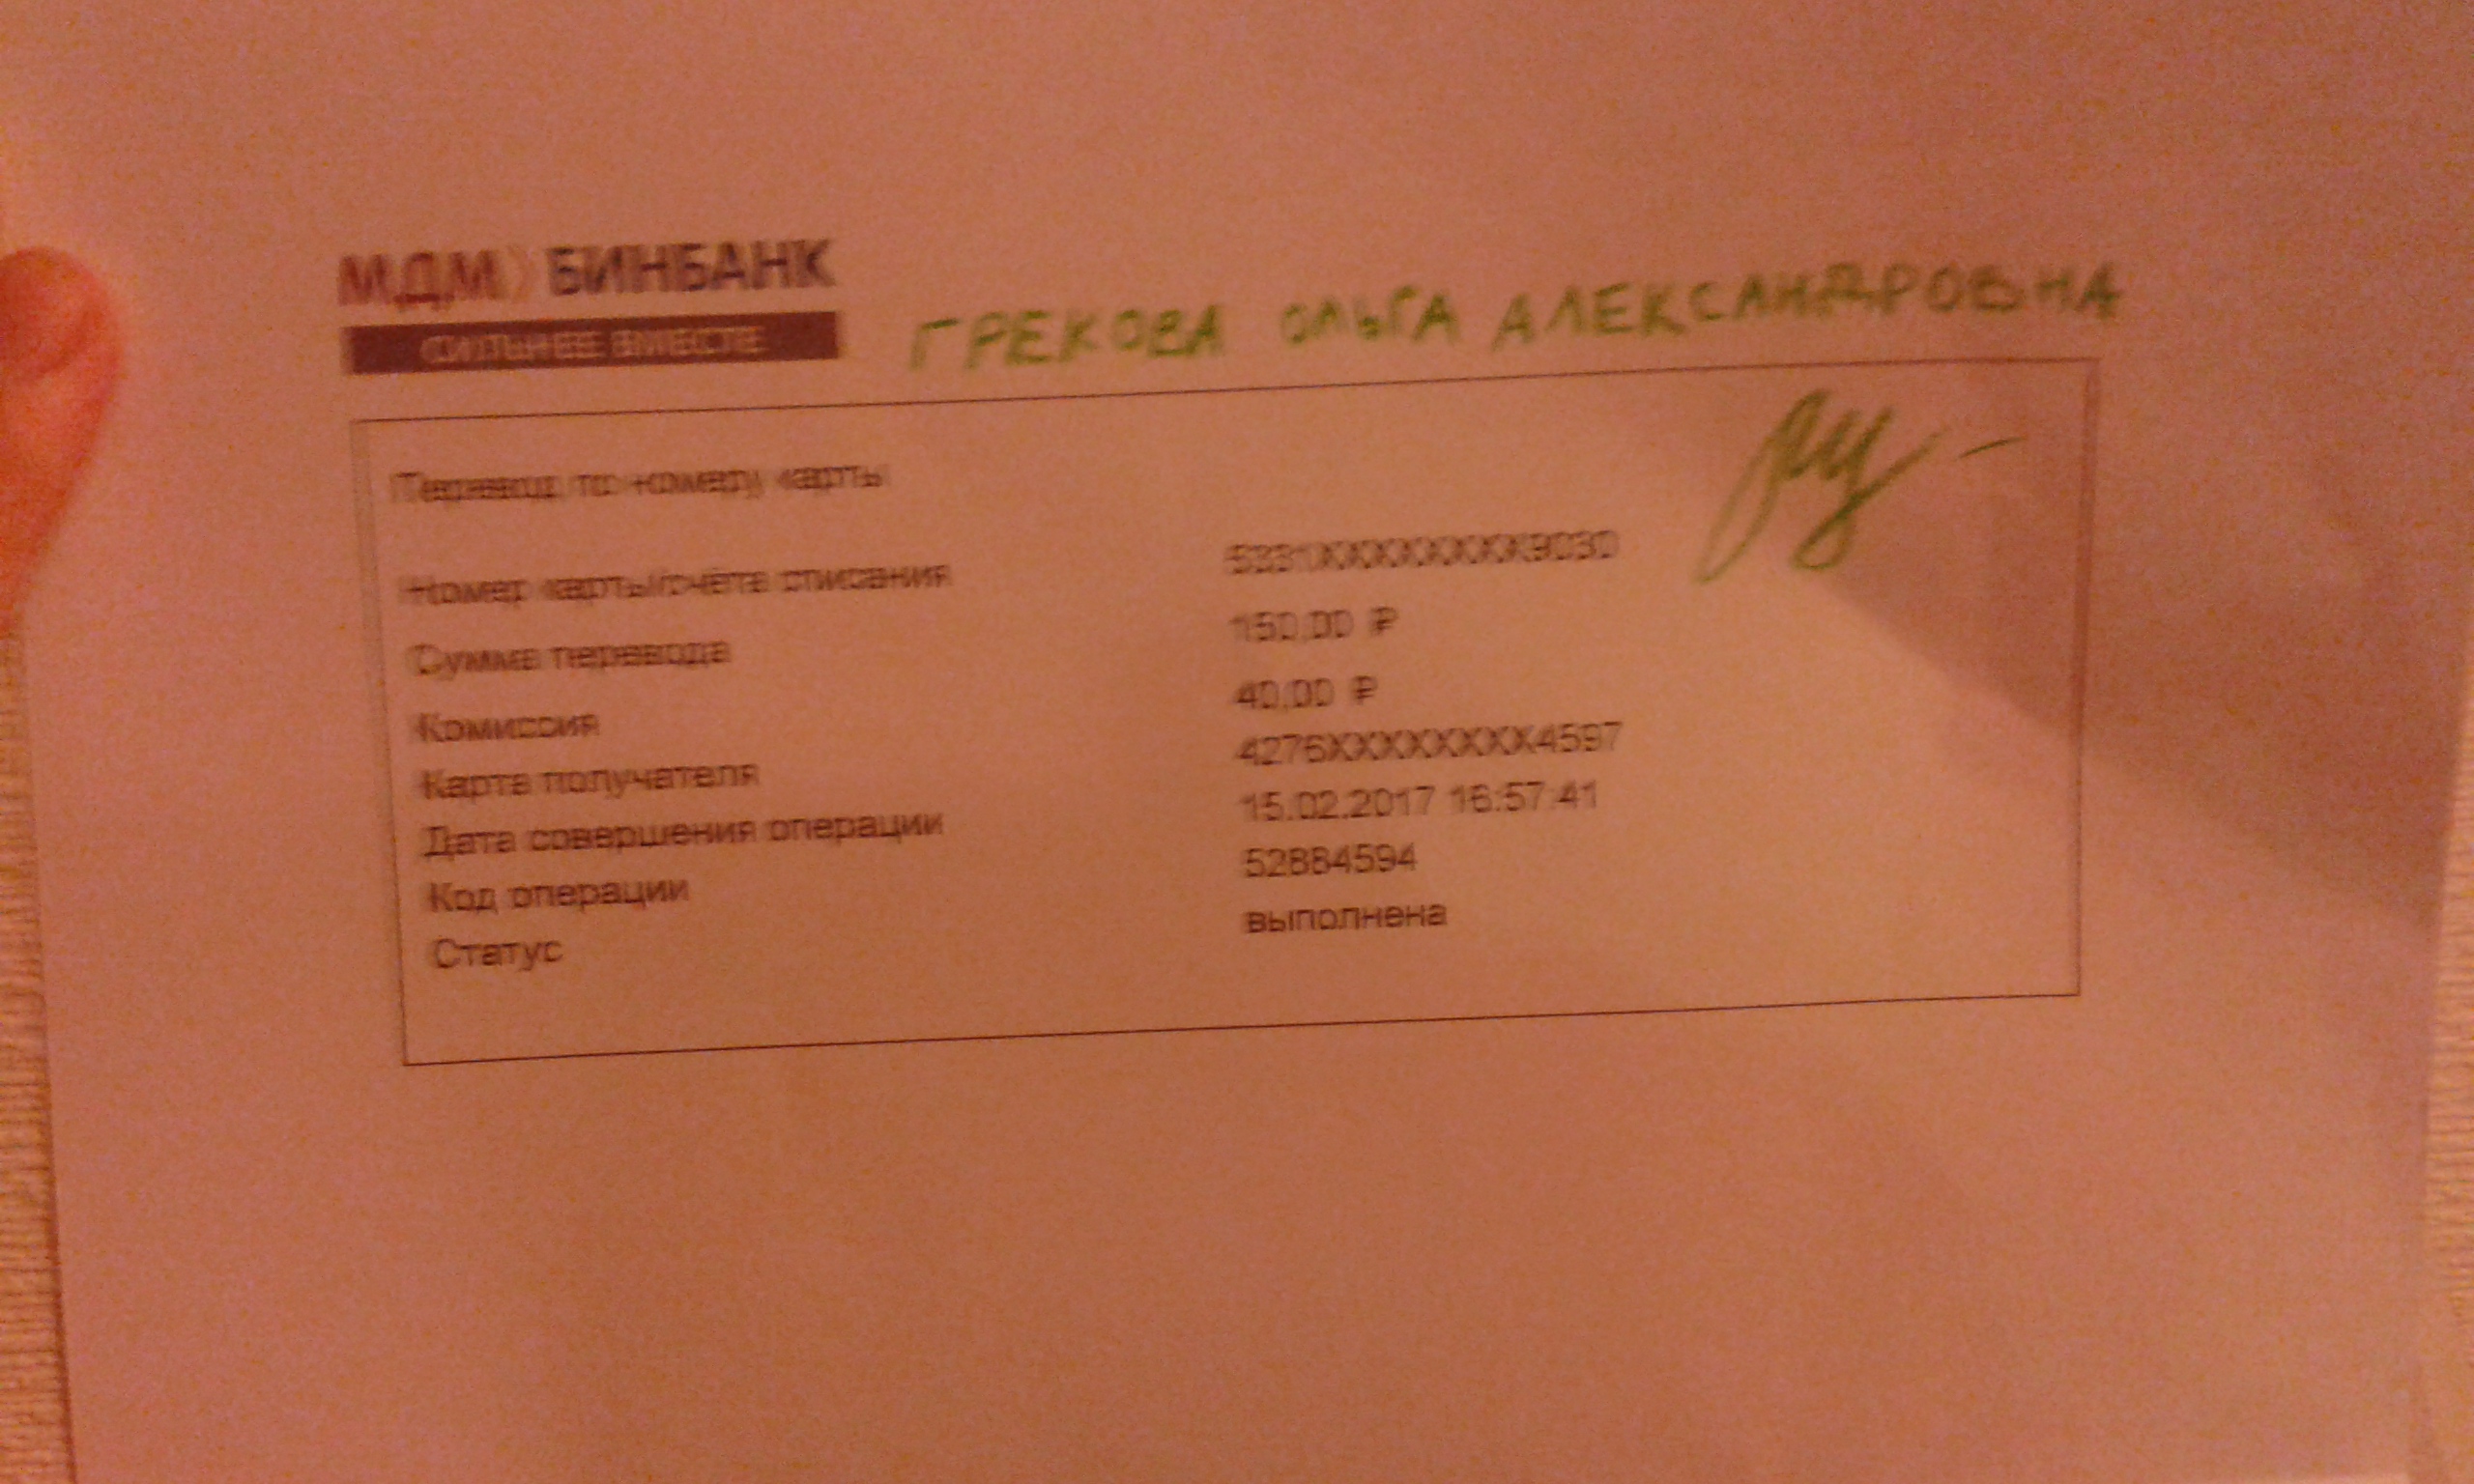 МДМ БИНБАНК
СИЛЬНЕЕ ВМЕСТЕ
ГРЕКОВА ОЛЬГА АЛЕКСАНДРОВНА
Перевод по номеру карты
Номер карты/счёта списания 5331XXXXXXXX9030
Сумма перевода 150.00 ₽
Комиссия 40.00 ₽
Карта получателя 4276XXXXXXXX4597
Дата совершения операции 15.02.2017 16:57:41
Код операции 52884594
Статус выполнена